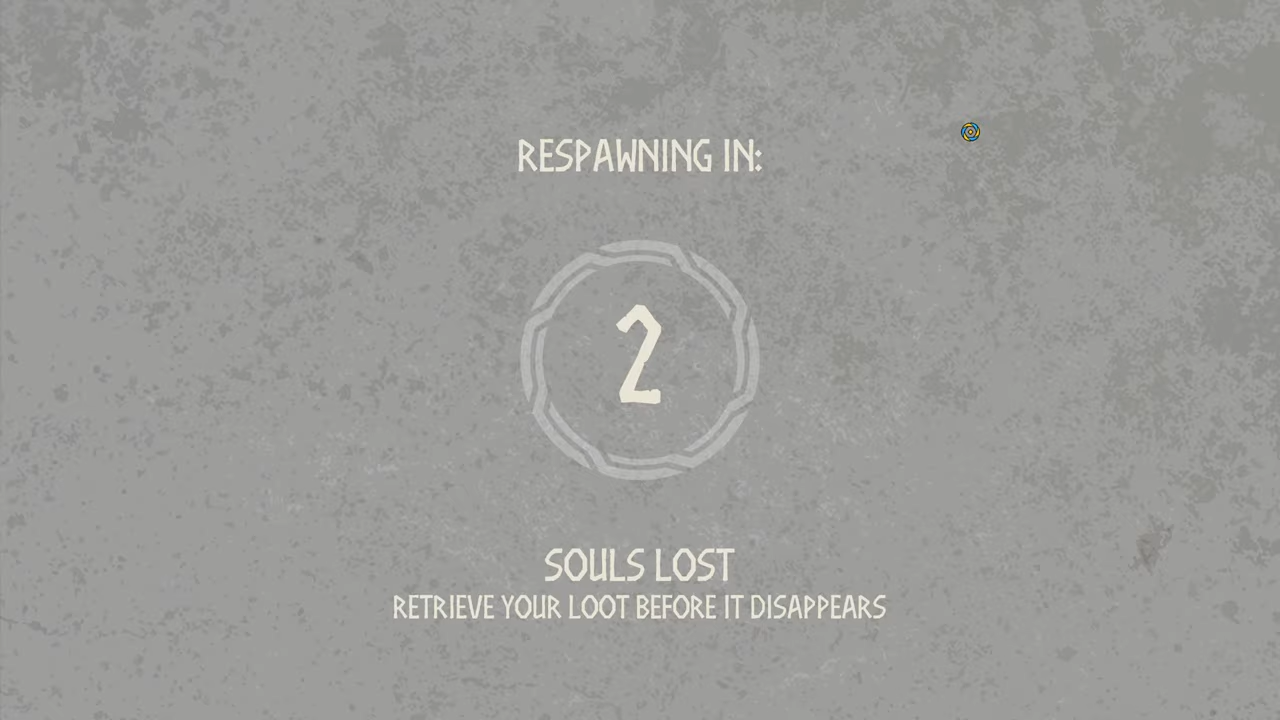 RESPAWNING IN:
2
SOULS LOST
RETRIEVE YOUR LOOT BEFORE IT DISAPPEARS